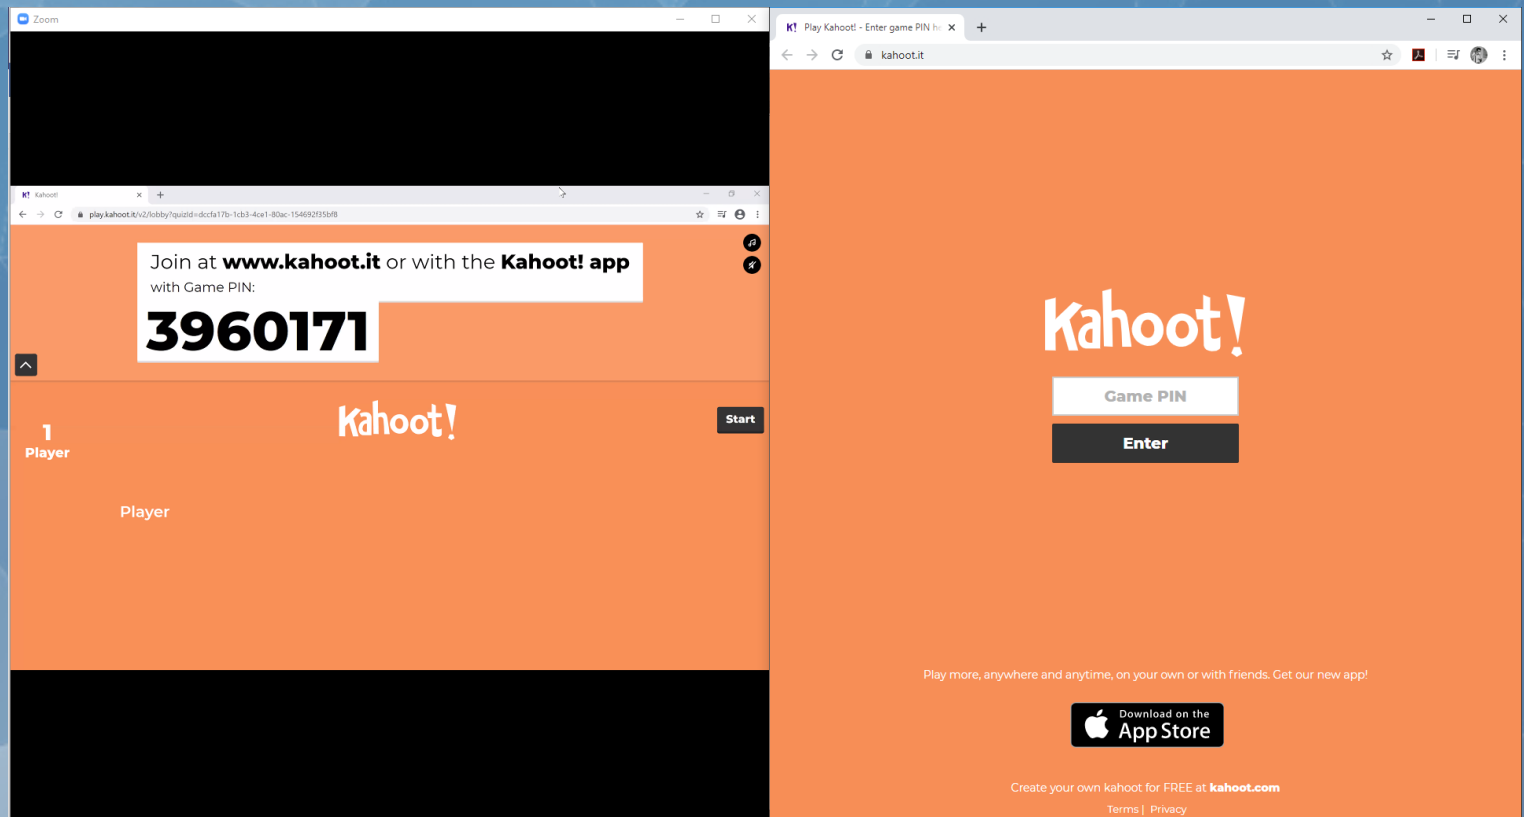 Zoom
Kahoot!
play.kahoot.it/v2/lobby?quizId=dccfa17b-1cb3-4ce1-80ac-154692f35bf8
Join at www.kahoot.it or with the Kahoot! app
with Game PIN:
3960171
Kahoot!
Start
1
Player
Player
Play Kahoot! - Enter game PIN he
kahoot.it
Kahoot!
Game PIN
Enter
Play more, anywhere and anytime, on your own or with friends. Get our new app!
Download on the
App Store
Create your own kahoot for FREE at kahoot.com
Terms | Privacy